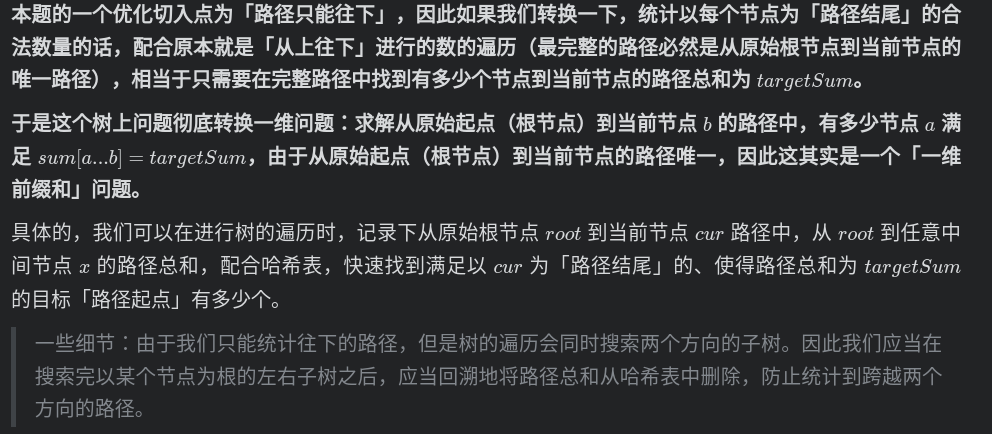 本题的一个优化切入点为「路径只能往下」，因此如果我们转换一下，统计以每个节点为「路径结尾」的合
法数量的话，配合原本就是「从上往下」进行的数的遍历（最完整的路径必然是从原始根节点到当前节点的
唯一路径），相当于只需要在完整路径中找到有多少个节点到当前节点的路径总和为 targetSum。
于是这个树上问题彻底转换一维问题：求解从原始起点（根节点）到当前节点 b 的路径中，有多少节点 a 满
足 sum[a...b] = targetSum，由于从原始起点（根节点）到当前节点的路径唯一，因此这其实是一个「一维
前缀和」问题。
具体的，我们可以在进行树的遍历时，记录下从原始根节点 root 到当前节点 cur 路径中，从 root 到任意中
间节点 x 的路径总和，配合哈希表，快速找到满足以 cur 为「路径结尾」的、使得路径总和为 targetSum
的目标「路径起点」有多少个。
一些细节：由于我们只能统计往下的路径，但是树的遍历会同时搜索两个方向的子树。因此我们应当在
搜索完以某个节点为根的左右子树之后，应当回溯地将路径总和从哈希表中删除，防止统计到跨越两个
方向的路径。